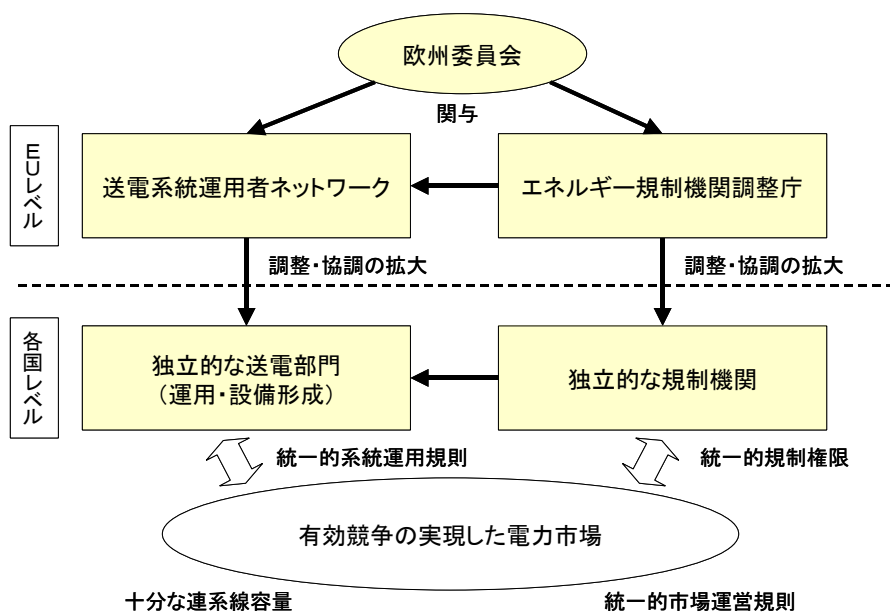 欧州委員会
関与
EUレベル
送電系統運用者ネットワーク
エネルギー規制機関調整庁
調整・協調の拡大
調整・協調の拡大
各国レベル
独立的な送電部門
（運用・設備形成）
独立的な規制機関
統一的系統運用規則
統一的規制権限
有効競争の実現した電力市場
十分な連系線容量
統一的市場運営規則